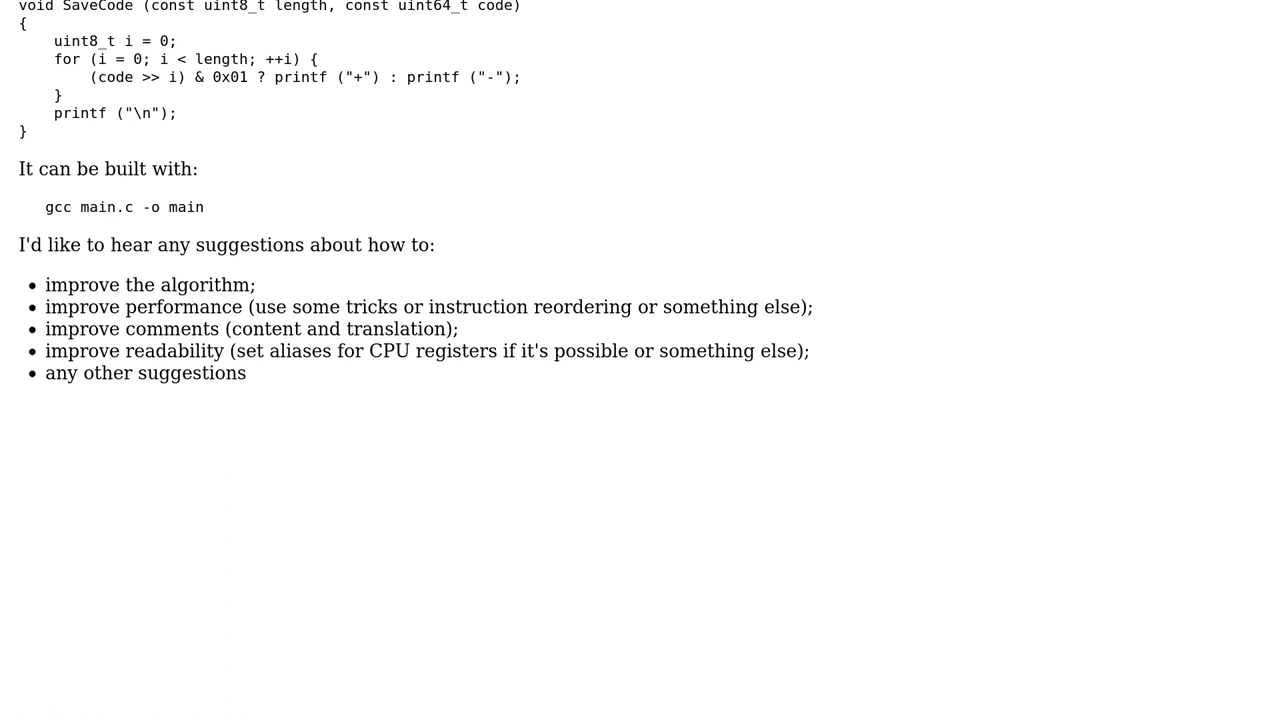 void SaveCode (const uint8_t length, const uint64_t code)
{
    uint8_t i = 0;
    for (i = 0; i < length; ++i) {
        (code >> i) & 0x01 ? printf ("+") : printf ("-");
    }
    printf ("\n");
}
It can be built with:
gcc main.c -o main
I'd like to hear any suggestions about how to:
• improve the algorithm;
• improve performance (use some tricks or instruction reordering or something else);
• improve comments (content and translation);
• improve readability (set aliases for CPU registers if it's possible or something else);
• any other suggestions